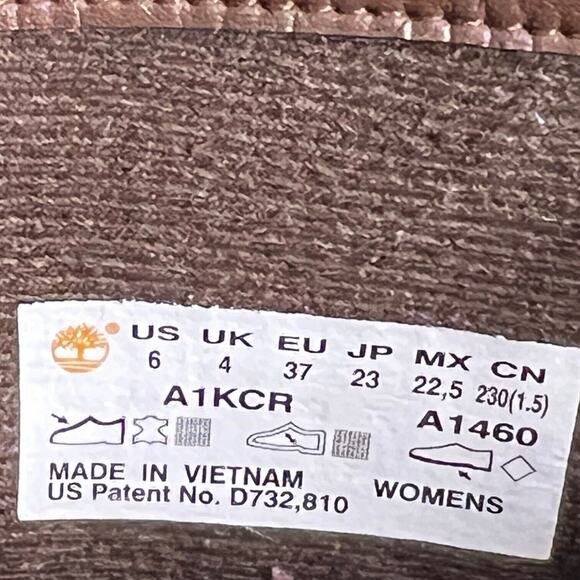 US UK EU JP MX CN
6 4 37 23 22,5 230(1.5)
A1KCR A1460
MADE IN VIETNAM
US Patent No. D732,810 WOMENS